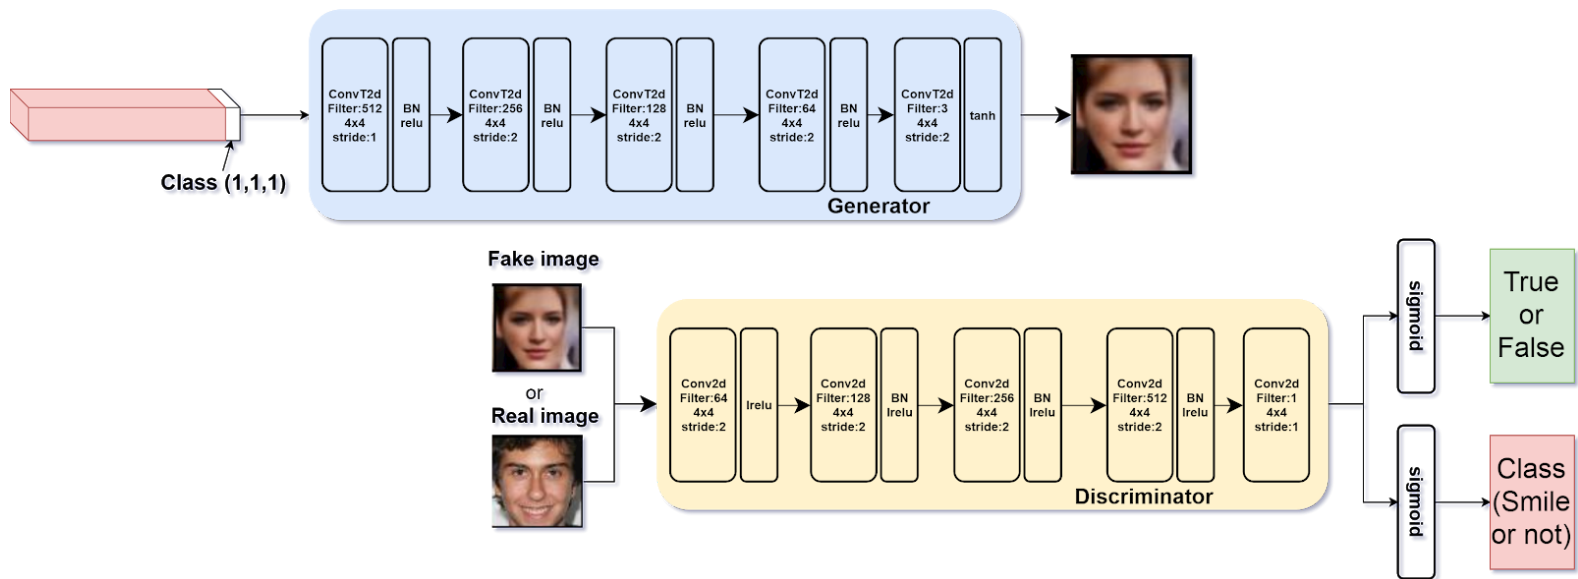 ConvT2d
Filter:512
4x4
stride:1
BN
relu
ConvT2d
Filter:256
4x4
stride:2
BN
relu
ConvT2d
Filter:128
4x4
stride:2
BN
relu
ConvT2d
Filter:64
4x4
stride:2
BN
relu
ConvT2d
Filter:3
4x4
stride:2
tanh
Class (1,1,1)
Generator
Fake image
or
Real image
Conv2d
Filter:64
4x4
stride:2
lrelu
Conv2d
Filter:128
4x4
stride:2
BN
lrelu
Conv2d
Filter:256
4x4
stride:2
BN
lrelu
Conv2d
Filter:512
4x4
stride:2
BN
lrelu
Conv2d
Filter:1
4x4
stride:1
Discriminator
sigmoid
True
or
False
sigmoid
Class
(Smile
or not)